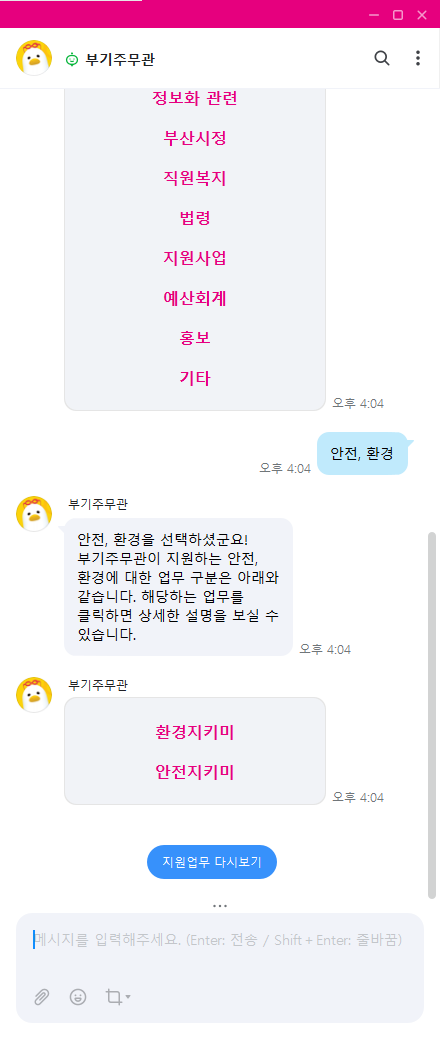 부기주무관
정보화 관련
부산시정
직원복지
법령
지원사업
예산회계
홍보
기타
오후 4:04
오후 4:04
안전, 환경
부기주무관
안전, 환경을 선택하셨군요!
부기주무관이 지원하는 안전,
환경에 대한 업무 구분은 아래와
같습니다. 해당하는 업무를
클릭하면 상세한 설명을 보실 수
있습니다.
오후 4:04
부기주무관
환경지키미
안전지키미
오후 4:04
지원업무 다시보기
메시지를 입력해주세요. (Enter: 전송 / Shift + Enter: 줄바꿈)